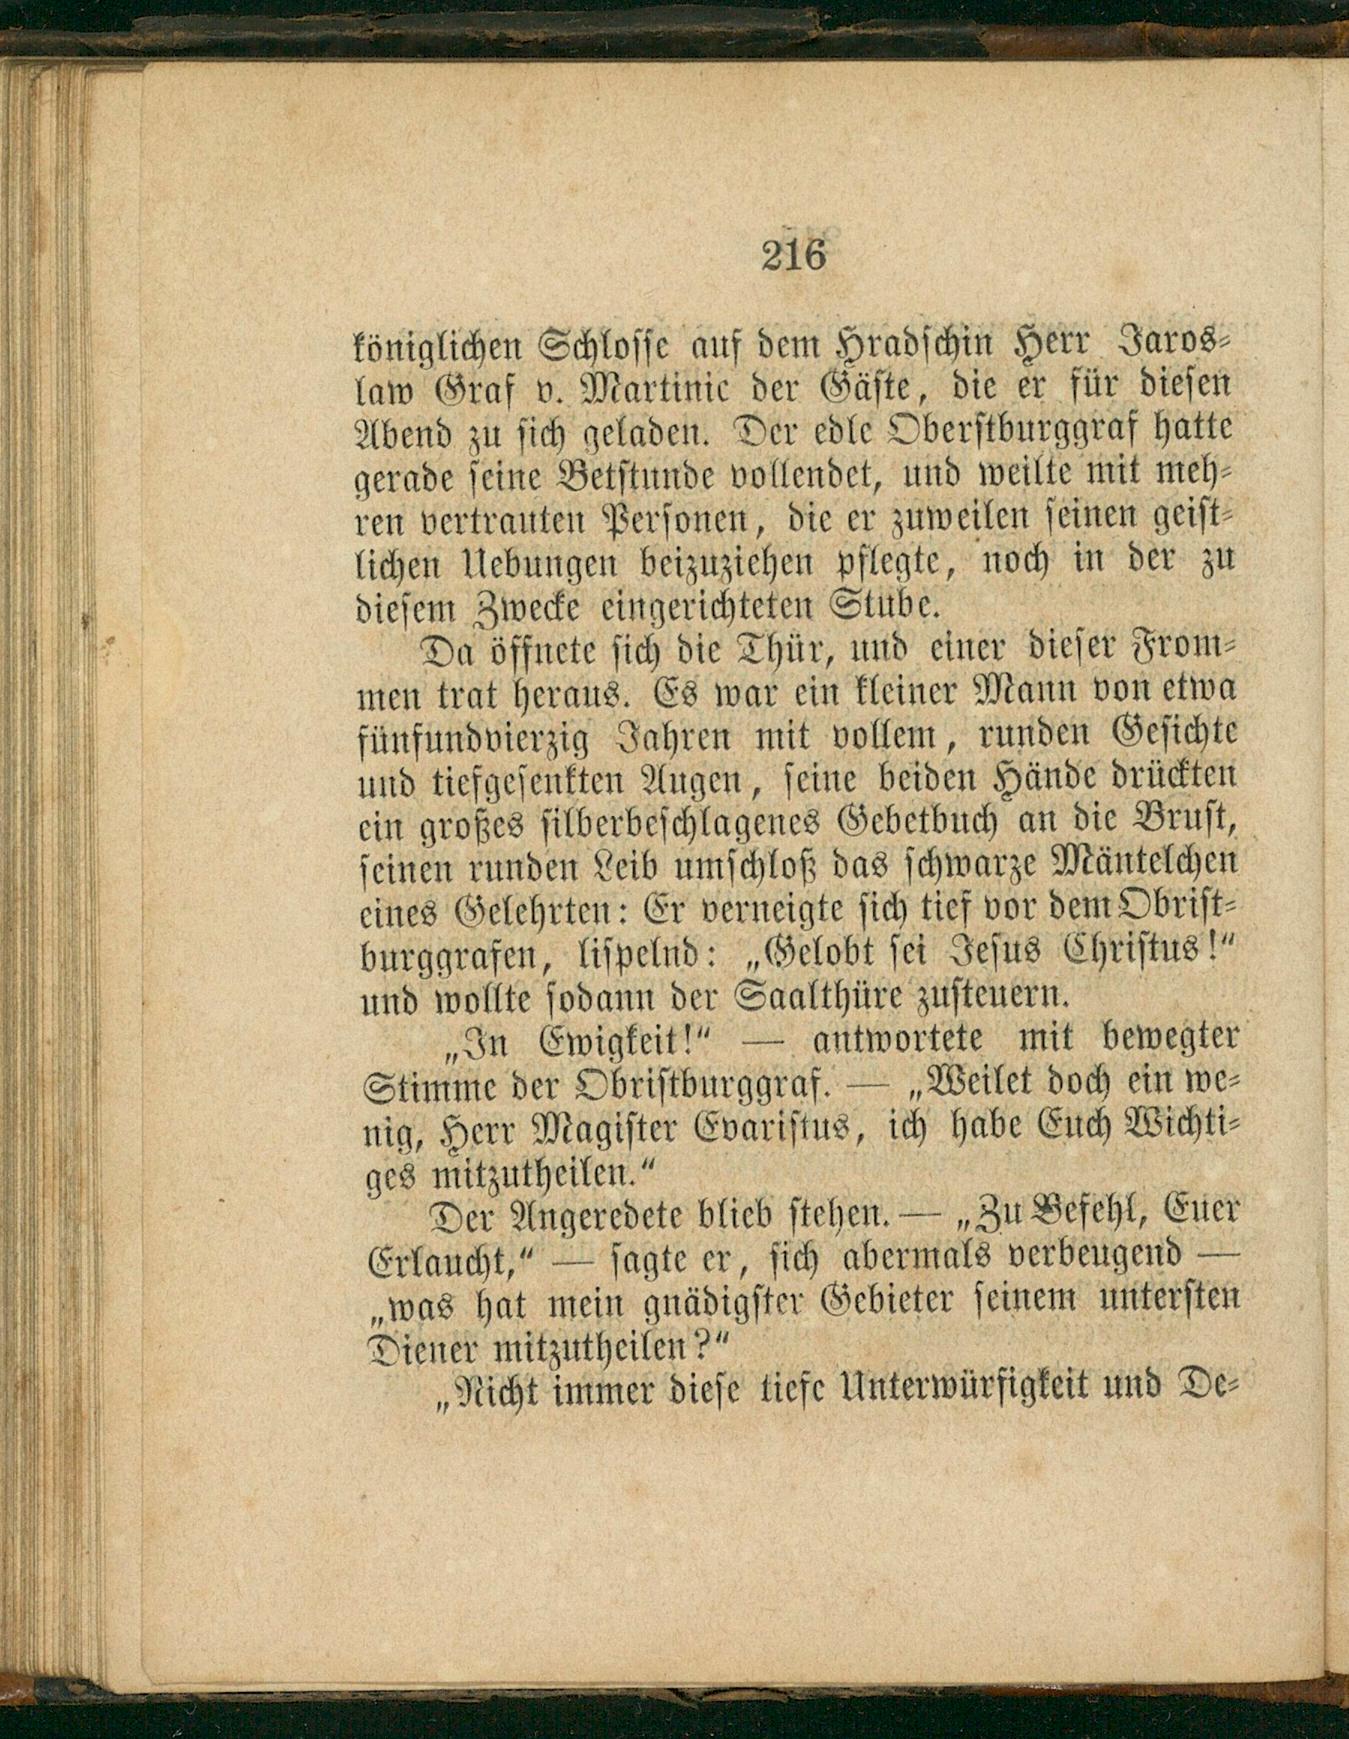 216
königlichen Schlosse auf dem Hradschin Herr Jaros-
law Graf v. Martinic der Gäste, die er für diesen
Abend zu sich geladen. Der edle Oberstburggraf hatte
gerade seine Betstunde vollendet, und weilte mit meh-
ren vertrauten Personen, die er zuweilen seinen geist-
lichen Uebungen beizuziehen pflegte, noch in der zu
diesem Zwecke eingerichteten Stube.
Da öffnete sich die Thür, und einer dieser From-
men trat heraus. Es war ein kleiner Mann von etwa
fünfundvierzig Jahren mit vollem, runden Gesichte
und tiefgesenkten Augen, seine beiden Hände drückten
ein großes silberbeschlagenes Gebetbuch an die Brust,
seinen runden Leib umschloß das schwarze Mäntelchen
eines Gelehrten: Er verneigte sich tief vor dem Obrist-
burggrafen, lispelnd: „Gelobt sei Jesus Christus!“
und wollte sodann der Saalthüre zusteuern.
„In Ewigkeit!“ — antwortete mit bewegter
Stimme der Obristburggraf. — „Weilet doch ein we-
nig, Herr Magister Evaristus, ich habe Euch Wichti-
ges mitzutheilen.“
Der Angeredete blieb stehen. — „Zu Befehl, Euer
Erlaucht,“ — sagte er, sich abermals verbeugend —
„was hat mein gnädigster Gebieter seinem untersten
Diener mitzutheilen?“
„Nicht immer diese tiefe Unterwürfigkeit und De-